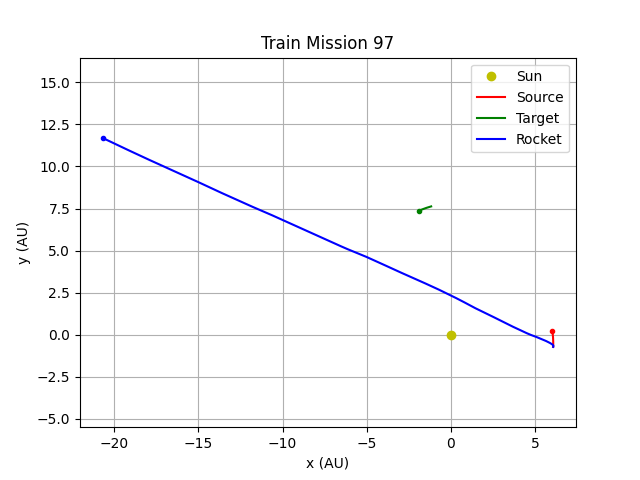 Train Mission 97
Sun
Source
Target
Rocket
15.0
12.5
10.0
7.5
5.0
2.5
0.0
−2.5
−5.0
y (AU)
−20 −15 −10 −5 0 5
x (AU)